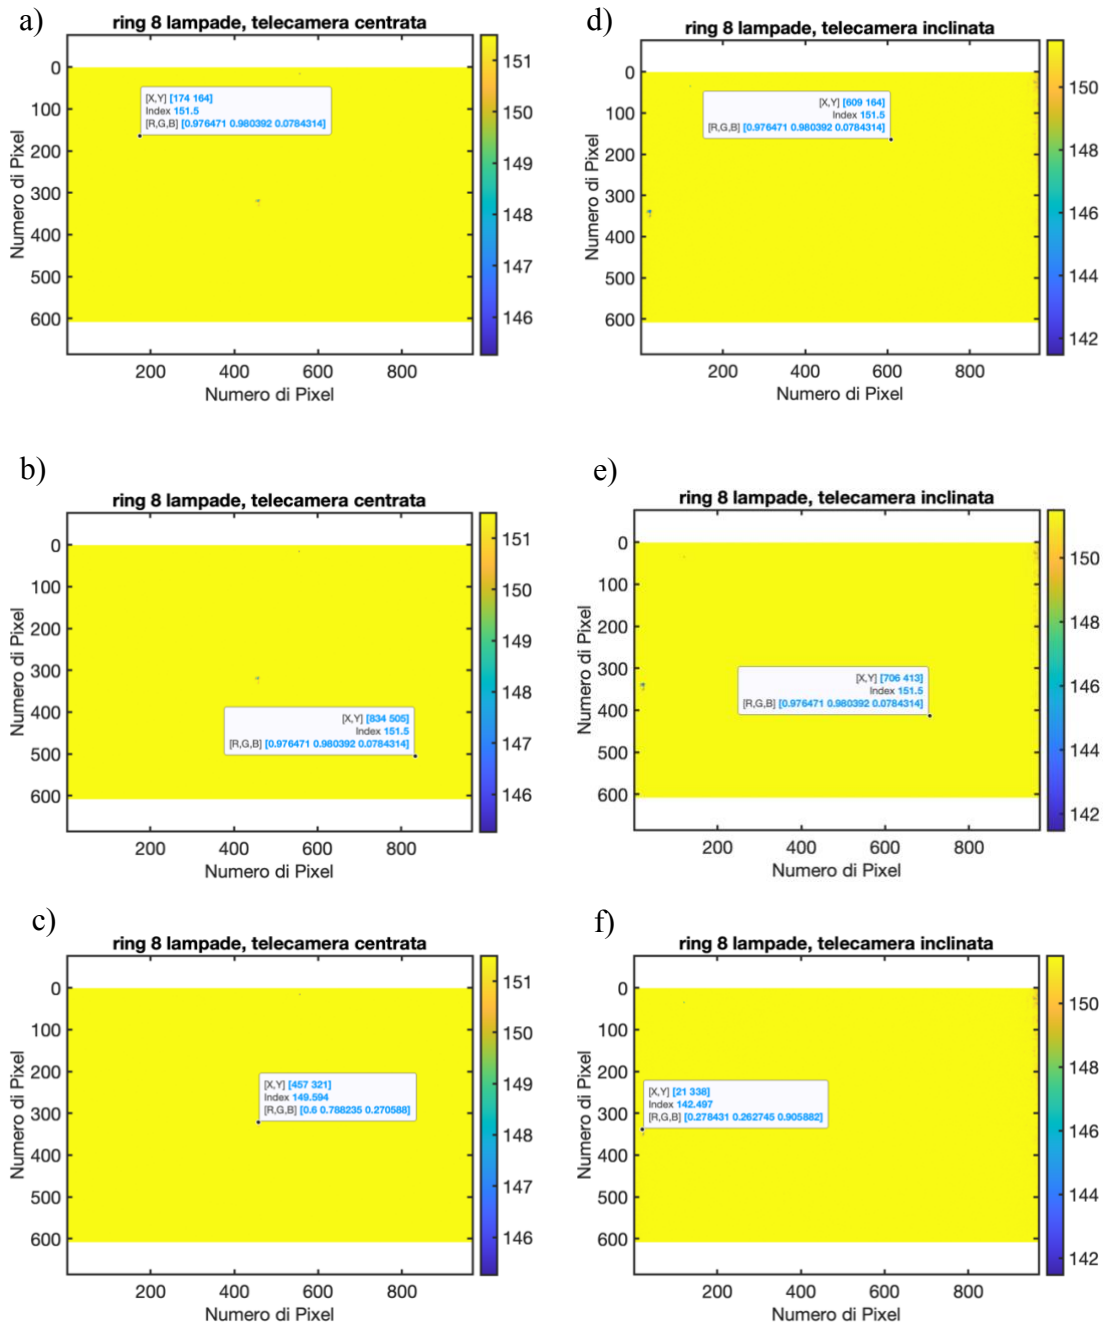 a)
ring 8 lampade, telecamera centrata
0
100
200
300
400
500
600
Numero di Pixel
[X,Y] [174 164]
Index 151.5
[R,G,B] [0.976471 0.980392 0.0784314]
200
400
600
800
Numero di Pixel
151
150
149
148
147
146
d)
ring 8 lampade, telecamera inclinata
0
100
200
300
400
500
600
Numero di Pixel
[X,Y] [609 164]
Index 151.5
[R,G,B] [0.976471 0.980392 0.0784314]
200
400
600
800
Numero di Pixel
150
148
146
144
142
b)
ring 8 lampade, telecamera centrata
0
100
200
300
400
500
600
Numero di Pixel
[X,Y] [834 505]
Index 151.5
[R,G,B] [0.976471 0.980392 0.0784314]
200
400
600
800
Numero di Pixel
151
150
149
148
147
146
e)
ring 8 lampade, telecamera inclinata
0
100
200
300
400
500
600
Numero di Pixel
[X,Y] [706 413]
Index 151.5
[R,G,B] [0.976471 0.980392 0.0784314]
200
400
600
800
Numero di Pixel
150
148
146
144
142
c)
ring 8 lampade, telecamera centrata
0
100
200
300
400
500
600
Numero di Pixel
[X,Y] [457 321]
Index 149.594
[R,G,B] [0.6 0.788235 0.270588]
200
400
600
800
Numero di Pixel
151
150
149
148
147
146
f)
ring 8 lampade, telecamera inclinata
0
100
200
300
400
500
600
Numero di Pixel
[X,Y] [21 338]
Index 142.497
[R,G,B] [0.278431 0.262745 0.905882]
200
400
600
800
Numero di Pixel
150
148
146
144
142